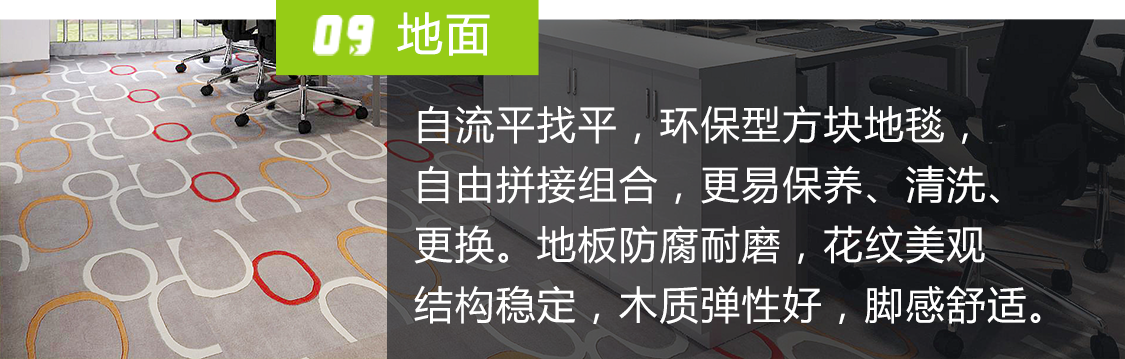 09 地面
自流平找平，环保型方块地毯，
自由拼接组合，更易保养、清洗、
更换。地板防腐耐磨，花纹美观
结构稳定，木质弹性好，脚感舒适。